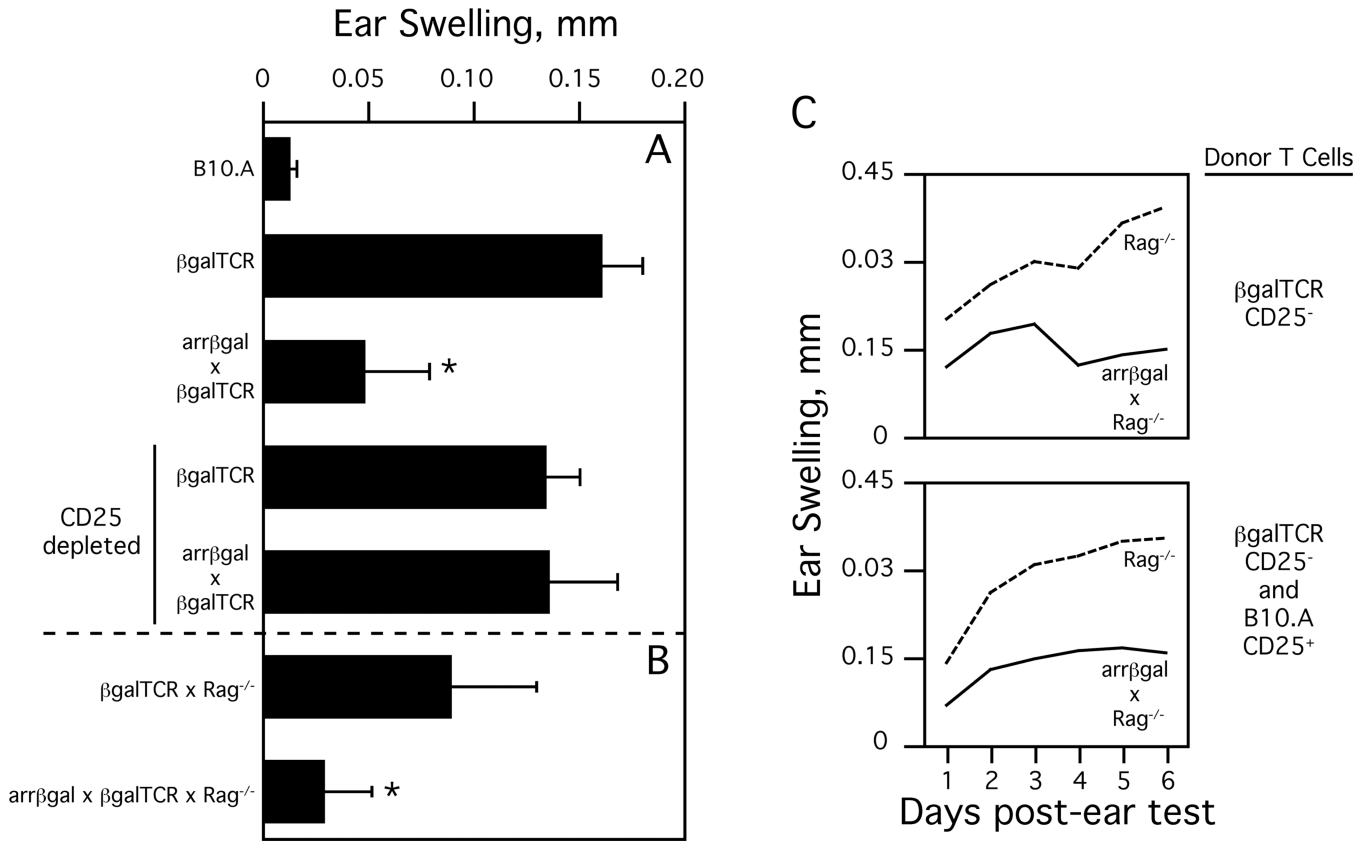 Ear Swelling, mm
0 0.05 0.10 0.15 0.20
A
B10.A
βgalTCR
arrβgal
x
βgalTCR
*
CD25
depleted
βgalTCR
arrβgal
x
βgalTCR
B
βgalTCR x Rag-/-
arrβgal x βgalTCR x Rag-/-
*
C
Donor T Cells
Ear Swelling, mm
0.45
0.03
0.15
0
Rag-/-
arrβgal
x
Rag-/-
βgalTCR
CD25-
0.45
0.03
0.15
0
Rag-/-
arrβgal
x
Rag-/-
βgalTCR
CD25-
and
B10.A
CD25+
1 2 3 4 5 6
Days post-ear test